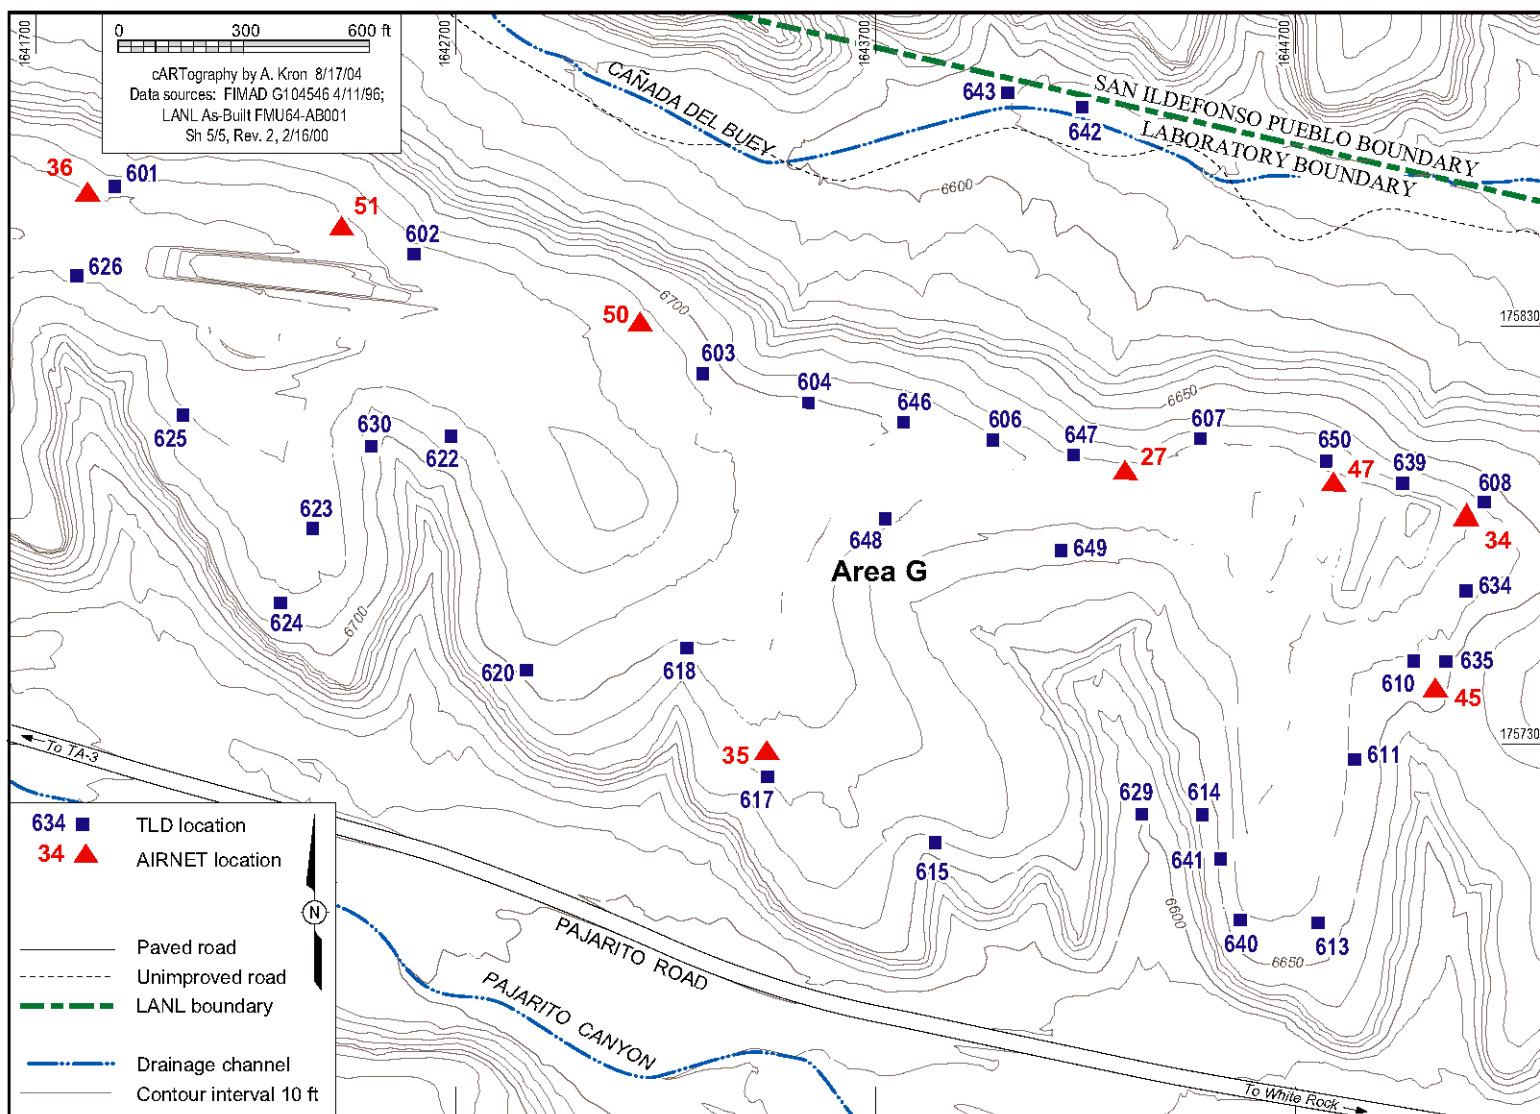 0 300 600 ft
cARTography by A. Kron 8/17/04
Data sources: FIMAD G104546 4/11/96;
LANL As-Built FMU64-AB001
Sh 5/5, Rev. 2, 2/16/00
1641700
1642700
1643700
1644700
CAÑADA DEL BUEY
643
642
SAN ILDEFONSO PUEBLO BOUNDARY
LABORATORY BOUNDARY
6600
36
601
51
602
626
50
6700
603
175830
604
646
606
647
27
607
6650
650
47
639
608
34
625
630
622
623
648
649
Area G
634
624
6700
620
618
610
635
45
35
617
611
175730
To TA-3
629
614
641
615
6600
640
613
6650
PAJARITO ROAD
PAJARITO CANYON
To White Rock
634 TLD location
34 AIRNET location
N
Paved road
Unimproved road
LANL boundary
Drainage channel
Contour interval 10 ft